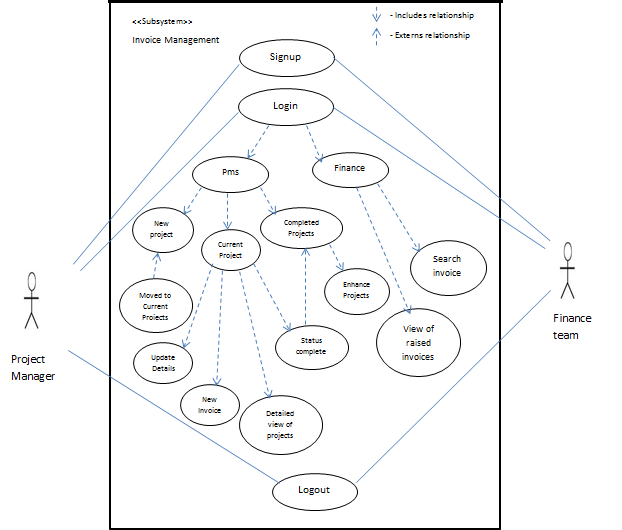 <<Subsystem>>
Invoice Management
- Includes relationship
- Externs relationship
Signup
Login
Pms
Finance
New
project
Current
Project
Completed
Projects
Search
invoice
Moved to
Current
Projects
Enhance
Projects
View of
raised
invoices
Update
Details
Status
complete
New
Invoice
Detailed
view of
projects
Logout
Project
Manager
Finance
team